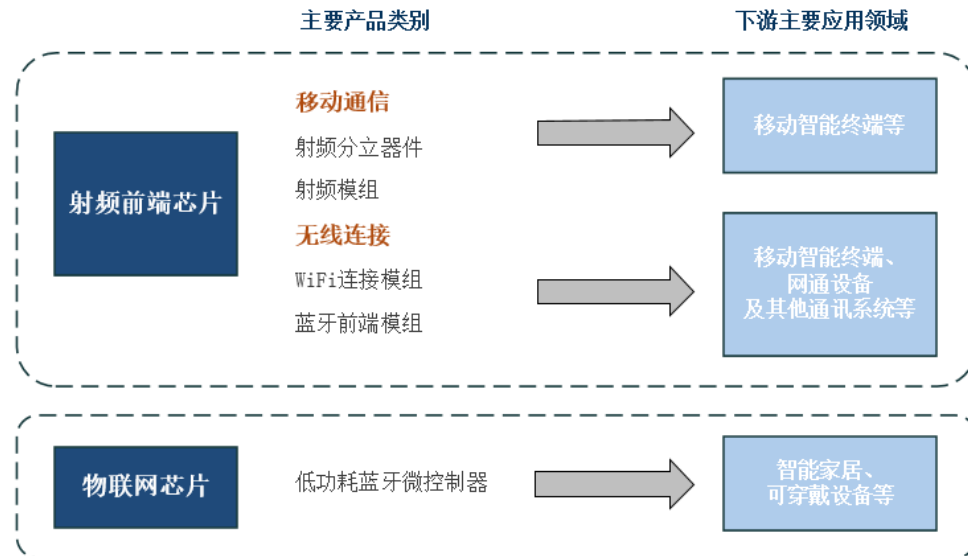 主要产品类别
下游主要应用领域
射频前端芯片
移动通信
射频分立器件
射频模组
移动智能终端等
无线连接
WiFi连接模组
蓝牙前端模组
移动智能终端、
网通设备
及其他通讯系统等
物联网芯片
低功耗蓝牙微控制器
智能家居、
可穿戴设备等